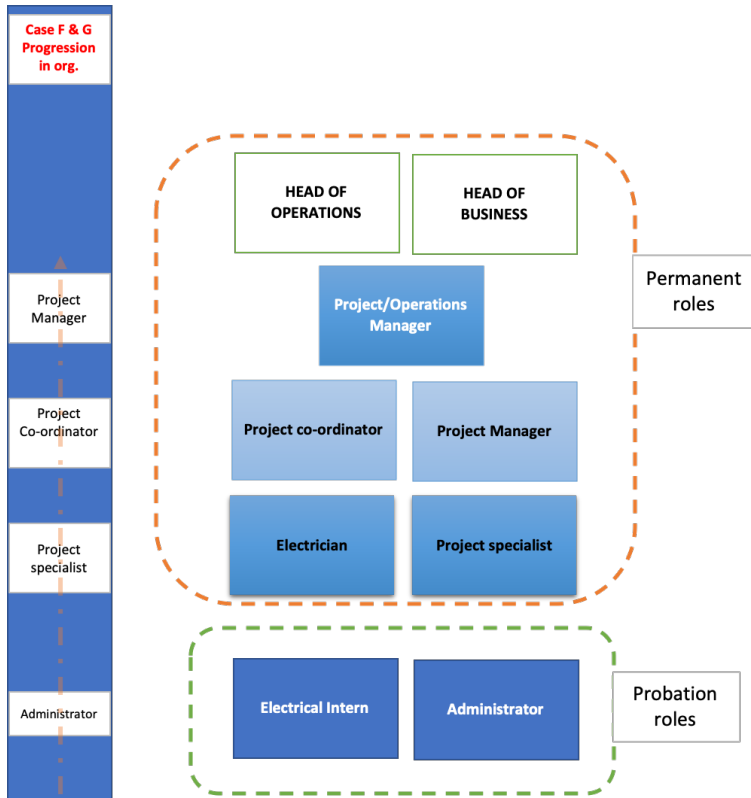 Case F & G
Progression
in org.
HEAD OF
OPERATIONS
HEAD OF
BUSINESS
Permanent
roles
Project
Manager
Project/Operations
Manager
Project
Co-ordinator
Project co-ordinator
Project Manager
Project
specialist
Electrician
Project specialist
Administrator
Electrical Intern
Administrator
Probation
roles